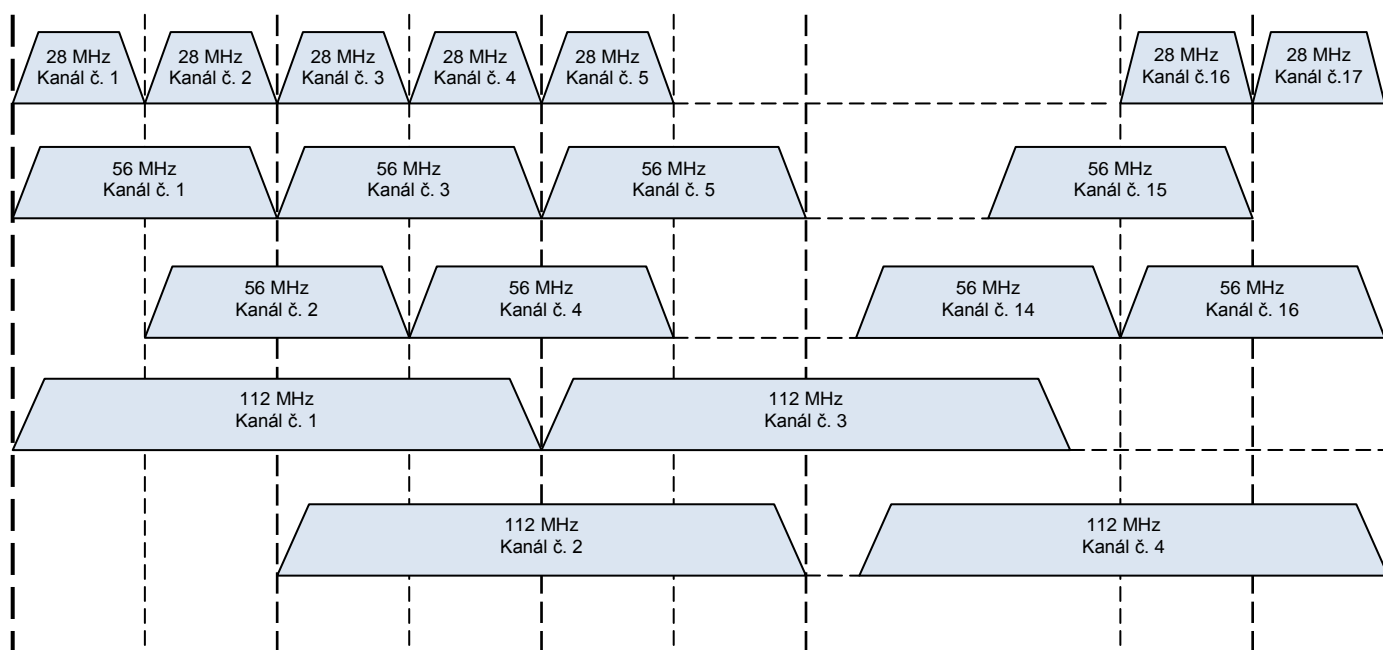 28 MHz
Kanál č. 1
28 MHz
Kanál č. 2
28 MHz
Kanál č. 3
28 MHz
Kanál č. 4
28 MHz
Kanál č. 5
28 MHz
Kanál č.16
28 MHz
Kanál č.17
56 MHz
Kanál č. 1
56 MHz
Kanál č. 3
56 MHz
Kanál č. 5
56 MHz
Kanál č. 15
56 MHz
Kanál č. 2
56 MHz
Kanál č. 4
56 MHz
Kanál č. 14
56 MHz
Kanál č. 16
112 MHz
Kanál č. 1
112 MHz
Kanál č. 3
112 MHz
Kanál č. 2
112 MHz
Kanál č. 4